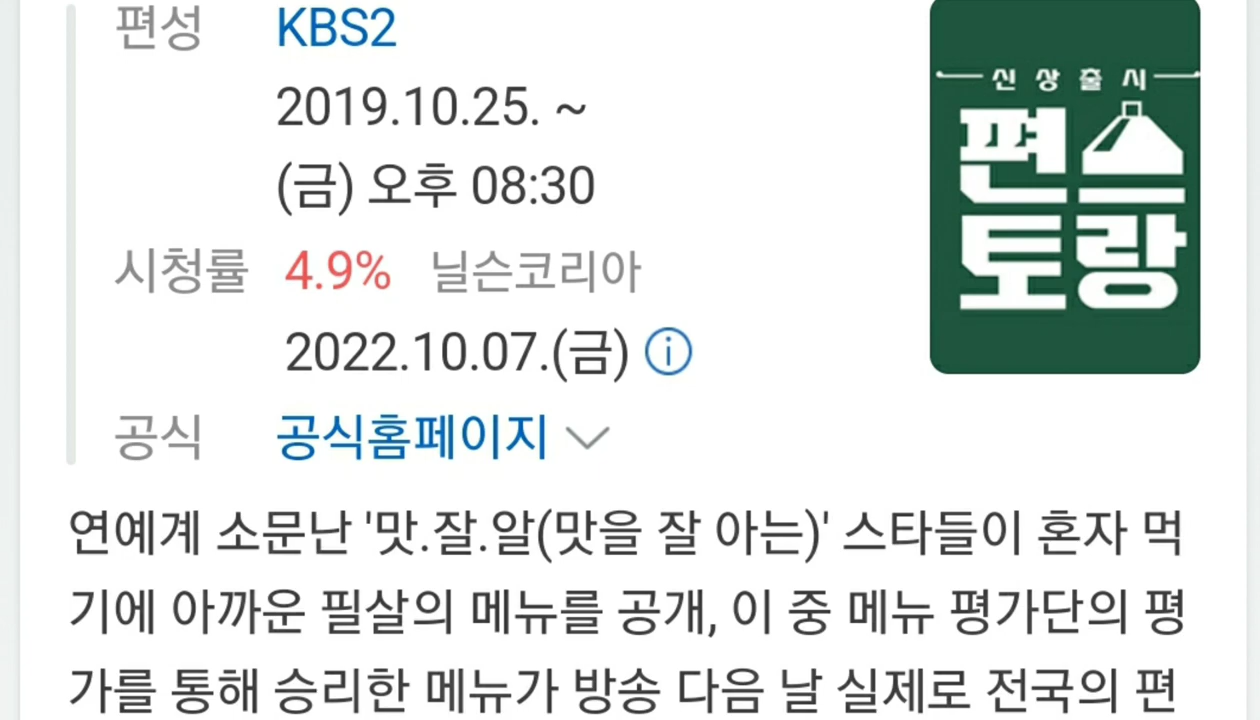 편성 KBS2
2019.10.25. ~
(금) 오후 08:30
시청률 4.9% 닐슨코리아
2022.10.07.(금)
공식 공식홈페이지
신상출시
편스
토랑
연예계 소문난 '맛.잘.알(맛을 잘 아는)' 스타들이 혼자 먹
기에 아까운 필살의 메뉴를 공개, 이 중 메뉴 평가단의 평
가를 통해 승리한 메뉴가 방송 다음 날 실제로 전국의 편